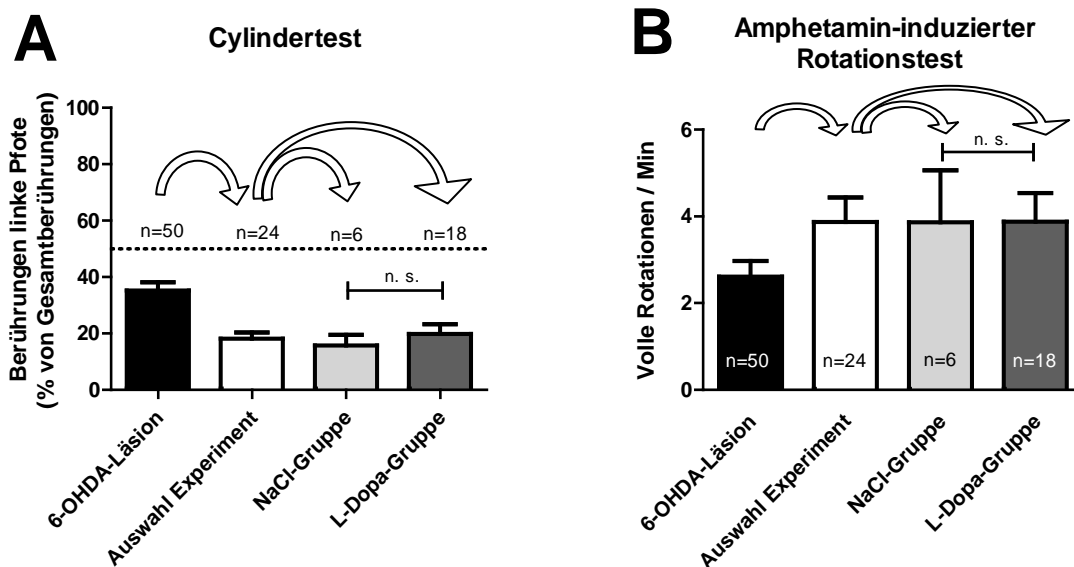 A
Cylindertest
Berührungen linke Pfote
(% von Gesamtberührungen)
100
80
60
40
20
0
n=50
n=24
n=6
n=18
n. s.
6-OHDA-Läsion
Auswahl Experiment
NaCl-Gruppe
L-Dopa-Gruppe
B
Amphetamin-induzierter
Rotationstest
Volle Rotationen / Min
6
4
2
0
n. s.
n=50
n=24
n=6
n=18
6-OHDA-Läsion
Auswahl Experiment
NaCl-Gruppe
L-Dopa-Gruppe